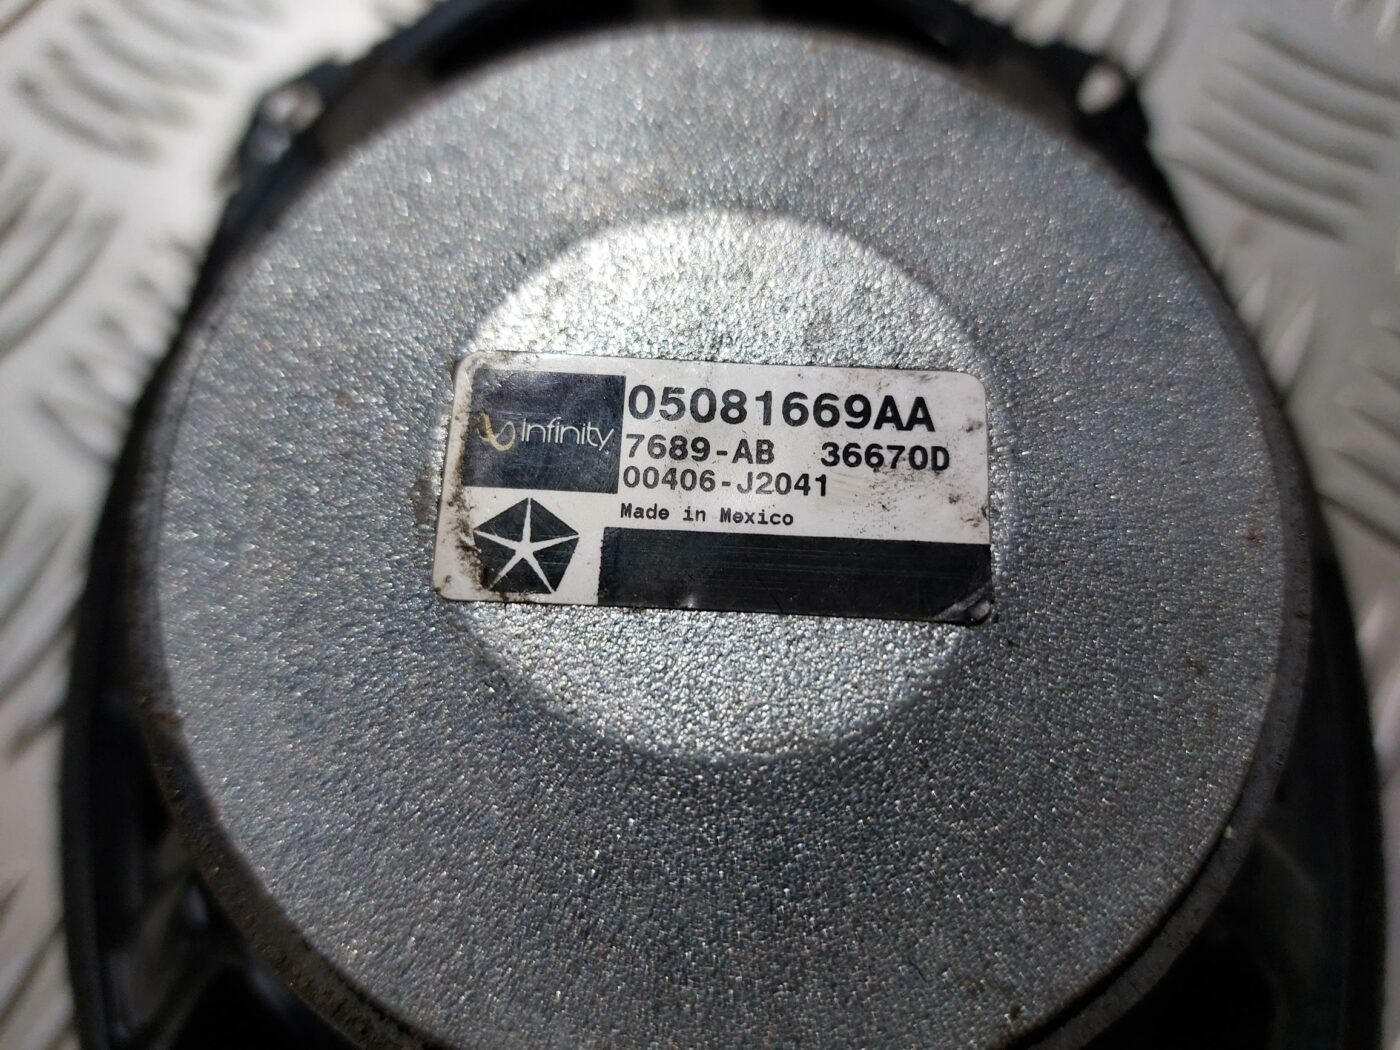 infinity
05081669AA
7689-AB 36670D
00406-J2041
Made in Mexico